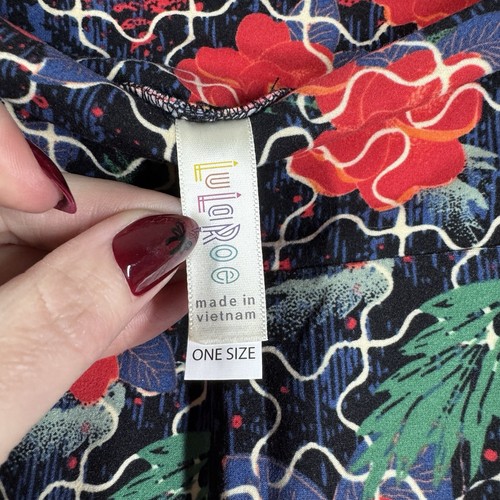 LuLaRoe
made in
vietnam
ONE SIZE